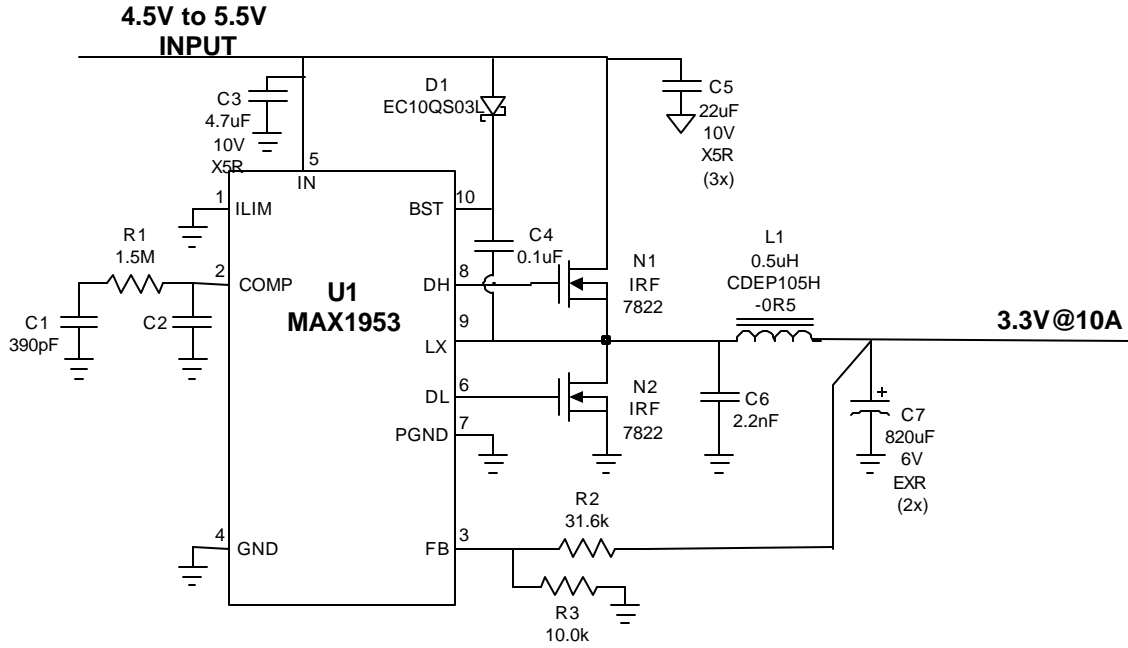 4.5V to 5.5V
INPUT
C3
4.7uF
10V
X5R
D1
EC10QS03L
C5
22uF
10V
X5R
(3x)
5
IN
1
ILIM
10
BST
R1
1.5M
2
COMP
C4
0.1uF
8
DH
N1
IRF
7822
L1
0.5uH
CDEP105H
-0R5
U1
MAX1953
C1
390pF
C2
9
LX
3.3V@10A
6
DL
N2
IRF
7822
C6
2.2nF
7
PGND
+
C7
820uF
6V
EXR
(2x)
R2
31.6k
4
GND
3
FB
R3
10.0k